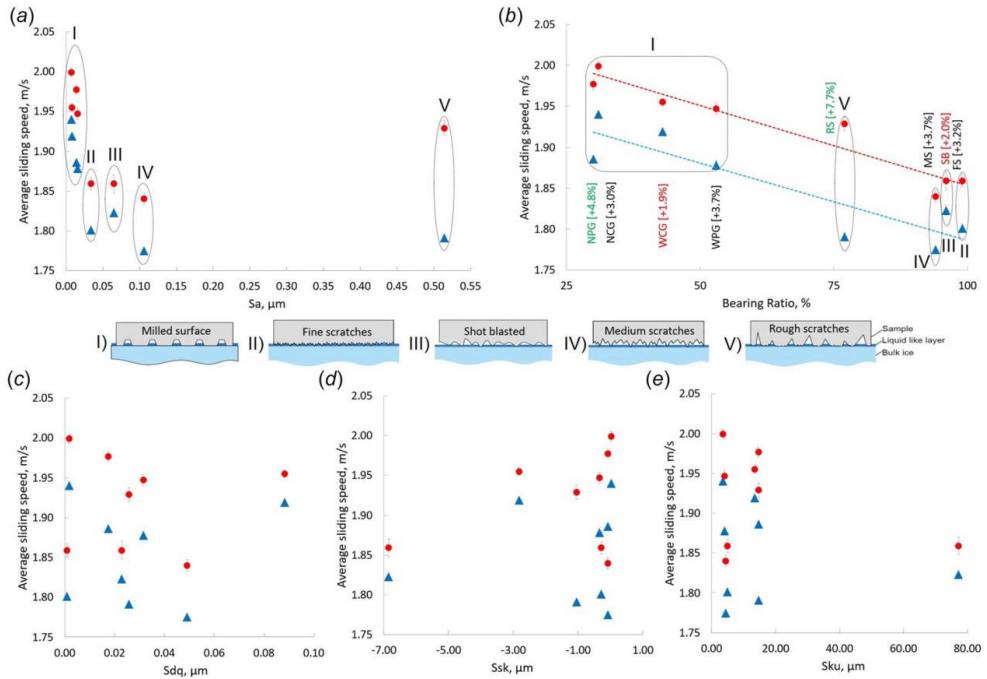 (a)
Average sliding speed, m/s
2.05
2.00
1.95
1.90
1.85
1.80
1.75
I
II
III
IV
V
0.00 0.05 0.10 0.15 0.20 0.25 0.30 0.35 0.40 0.45 0.50 0.55
Sa, µm
(b)
Average sliding speed, m/s
2.05
2.00
1.95
1.90
1.85
1.80
1.75
I
V
IV
III
II
NPG [+4.8%]
NCG [+3.0%]
WCG [+1.9%]
WPG [+3.7%]
RS [+7.7%]
MS [+3.7%]
SB [+2.0%]
FS [+3.2%]
25 50 75 100
Bearing Ratio, %
I) Milled surface
II) Fine scratches
III) Shot blasted
IV) Medium scratches
V) Rough scratches
Sample
Liquid like layer
Bulk ice
(c)
Average sliding speed, m/s
2.05
2.00
1.95
1.90
1.85
1.80
1.75
0.00 0.02 0.04 0.06 0.08 0.10
Sdq, µm
(d)
Average sliding speed, m/s
2.05
2.00
1.95
1.90
1.85
1.80
1.75
-7.00 -5.00 -3.00 -1.00 1.00
Ssk, µm
(e)
Average sliding speed, m/s
2.05
2.00
1.95
1.90
1.85
1.80
1.75
0.00 20.00 40.00 60.00 80.00
Sku, µm